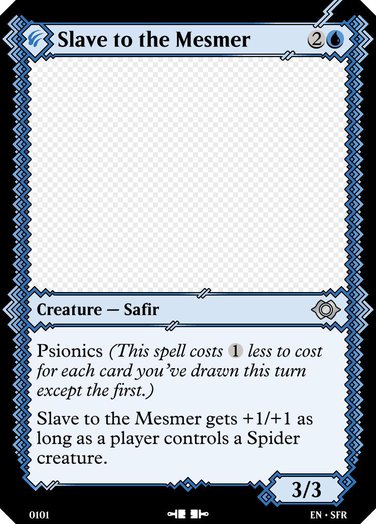 Slave to the Mesmer 2
Creature — Safir
Psionics (This spell costs 1 less to cost
for each card you've drawn this turn
except the first.)
Slave to the Mesmer gets +1/+1 as
long as a player controls a Spider
creature.
3/3
0101 EN • SFR